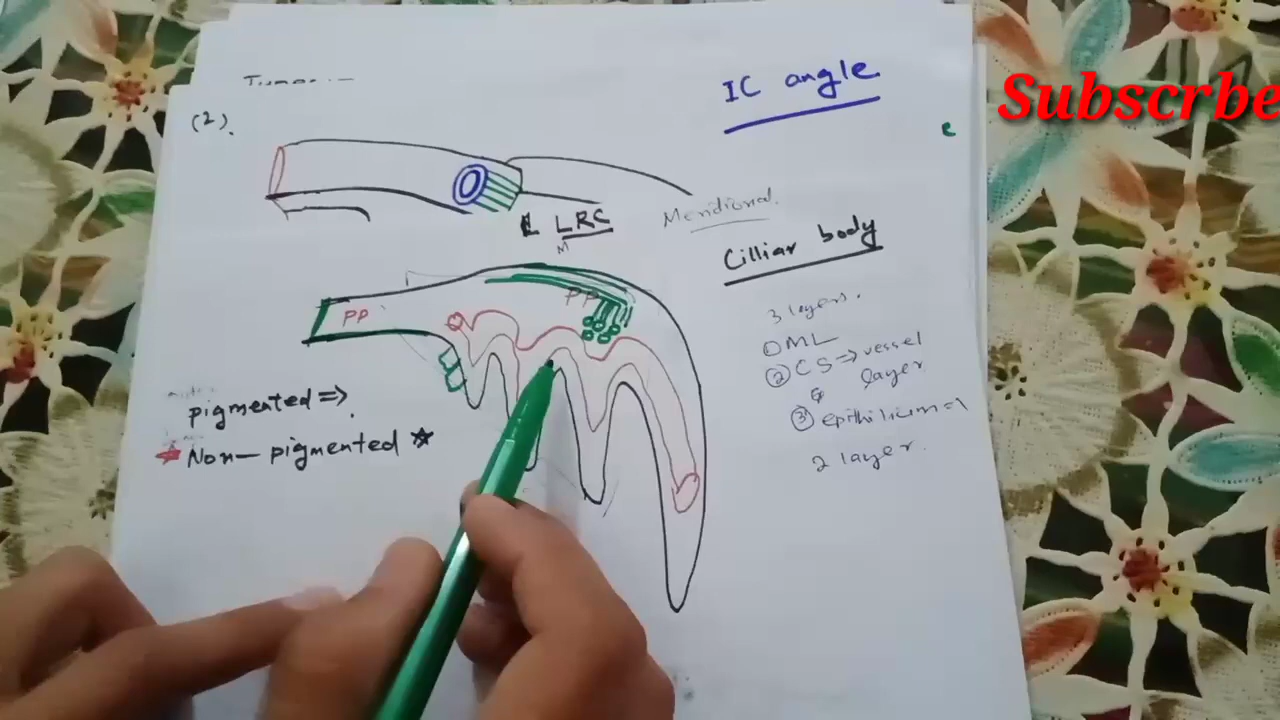 IC angle
Subscrbe
(2).
e
L LRC
M
Meridional.
Cilliar body
PP
PP
3 layers.
① ML
② CS => vessel
layer
③ epithilium
2 layer.
pigmented =>
Non-pigmented